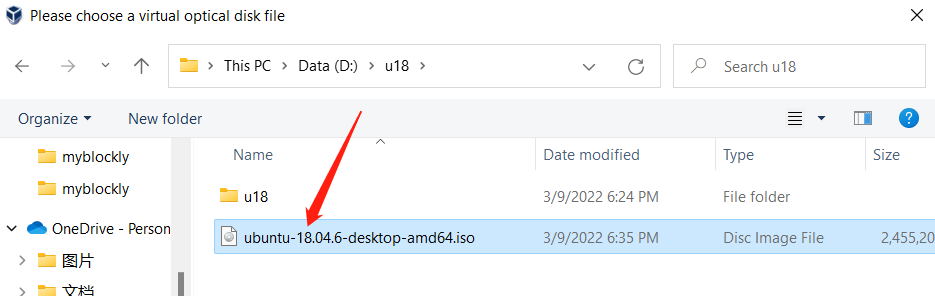 Please choose a virtual optical disk file
This PC Data (D:) u18 Search u18
Organize New folder
Name Date modified Type Size
myblockly
u18 3/9/2022 6:24 PM File folder
myblockly
OneDrive - Person
ubuntu-18.04.6-desktop-amd64.iso 3/9/2022 6:35 PM Disc Image File 2,455,20
图片
文档